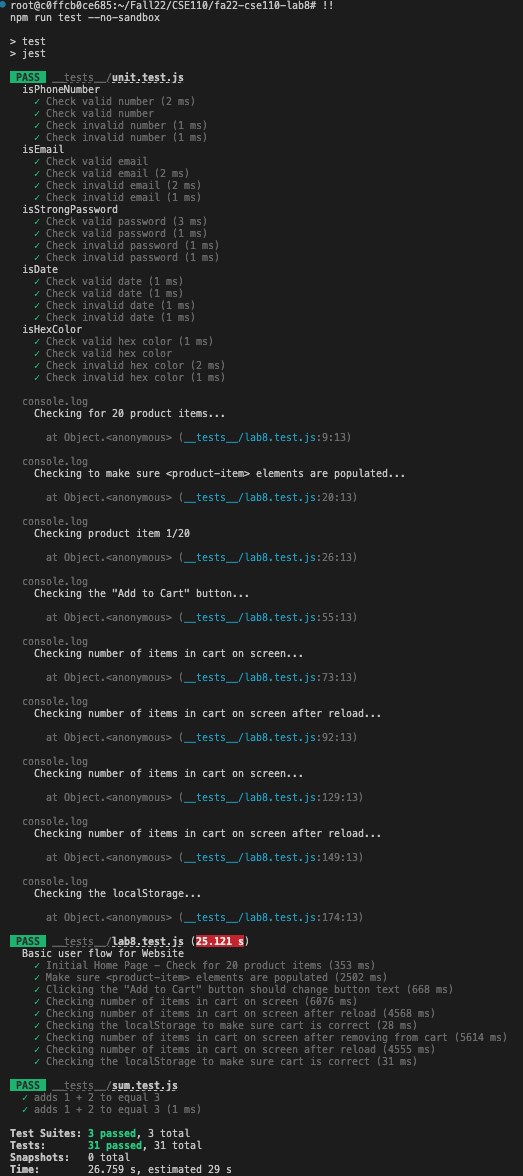 root@c0ffcb0ce685:~/Fall22/CSE110/fa22-cse110-lab8# !!
npm run test --no-sandbox
> test
> jest
PASS __tests__/unit.test.js
isPhoneNumber
✓ Check valid number (2 ms)
✓ Check valid number
✓ Check invalid number (1 ms)
✓ Check invalid number (1 ms)
isEmail
✓ Check valid email
✓ Check valid email (2 ms)
✓ Check invalid email (2 ms)
✓ Check invalid email (1 ms)
isStrongPassword
✓ Check valid password (3 ms)
✓ Check valid password (1 ms)
✓ Check invalid password (1 ms)
✓ Check invalid password (1 ms)
isDate
✓ Check valid date (1 ms)
✓ Check valid date (1 ms)
✓ Check invalid date (1 ms)
✓ Check invalid date (1 ms)
isHexColor
✓ Check valid hex color (1 ms)
✓ Check valid hex color
✓ Check invalid hex color (2 ms)
✓ Check invalid hex color (1 ms)
console.log
Checking for 20 product items...
at Object.<anonymous> (__tests__/lab8.test.js:9:13)
console.log
Checking to make sure <product-item> elements are populated...
at Object.<anonymous> (__tests__/lab8.test.js:20:13)
console.log
Checking product item 1/20
at Object.<anonymous> (__tests__/lab8.test.js:26:13)
console.log
Checking the "Add to Cart" button...
at Object.<anonymous> (__tests__/lab8.test.js:55:13)
console.log
Checking number of items in cart on screen...
at Object.<anonymous> (__tests__/lab8.test.js:73:13)
console.log
Checking number of items in cart on screen after reload...
at Object.<anonymous> (__tests__/lab8.test.js:92:13)
console.log
Checking number of items in cart on screen...
at Object.<anonymous> (__tests__/lab8.test.js:129:13)
console.log
Checking number of items in cart on screen after reload...
at Object.<anonymous> (__tests__/lab8.test.js:149:13)
console.log
Checking the localStorage...
at Object.<anonymous> (__tests__/lab8.test.js:174:13)
PASS __tests__/lab8.test.js (25.121 s)
Basic user flow for Website
✓ Initial Home Page - Check for 20 product items (353 ms)
✓ Make sure <product-item> elements are populated (2502 ms)
✓ Clicking the "Add to Cart" button should change button text (668 ms)
✓ Checking number of items in cart on screen (6076 ms)
✓ Checking number of items in cart on screen after reload (4568 ms)
✓ Checking the localStorage to make sure cart is correct (28 ms)
✓ Checking number of items in cart on screen after removing from cart (5614 ms)
✓ Checking number of items in cart on screen after reload (4555 ms)
✓ Checking the localStorage to make sure cart is correct (31 ms)
PASS __tests__/sum.test.js
✓ adds 1 + 2 to equal 3
✓ adds 1 + 2 to equal 3 (1 ms)
Test Suites: 3 passed, 3 total
Tests: 31 passed, 31 total
Snapshots: 0 total
Time: 26.759 s, estimated 29 s